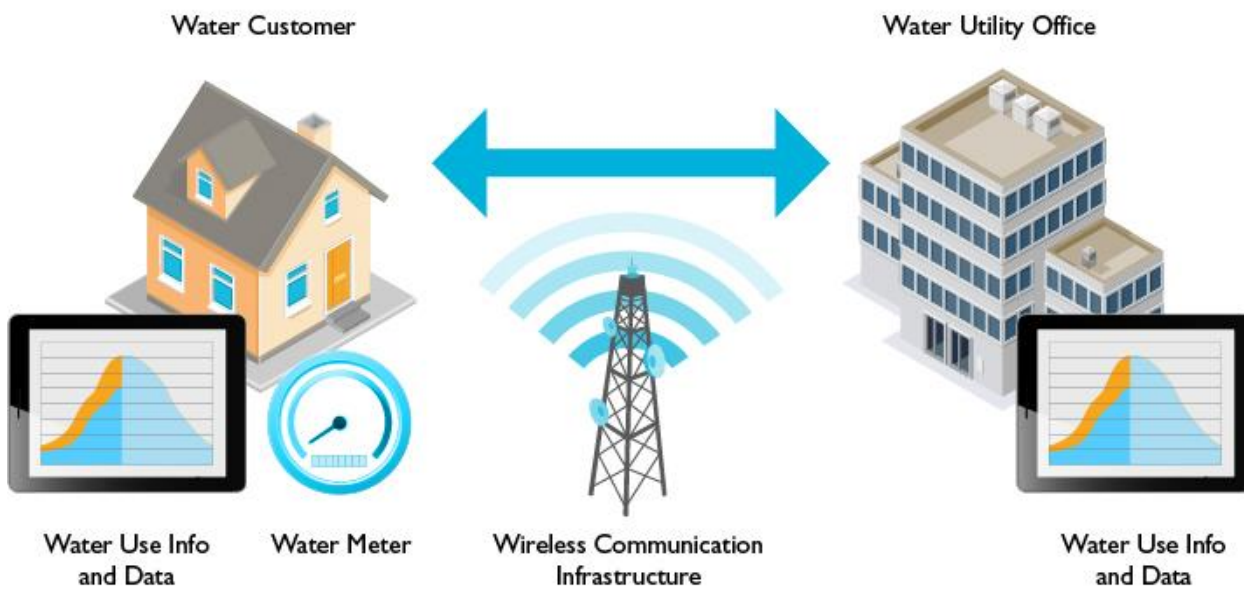 Water Customer
Water Utility Office
Water Use Info
and Data
Water Meter
Wireless Communication
Infrastructure
Water Use Info
and Data